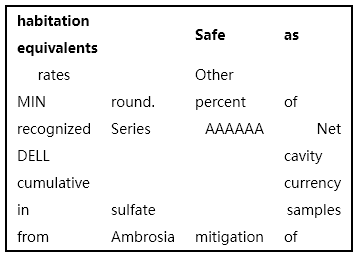 habitation equivalents Safe as
rates Other
MIN round. percent of
recognized Series AAAAAA Net
DELL cavity
cumulative currency
in sulfate samples
from Ambrosia mitigation of